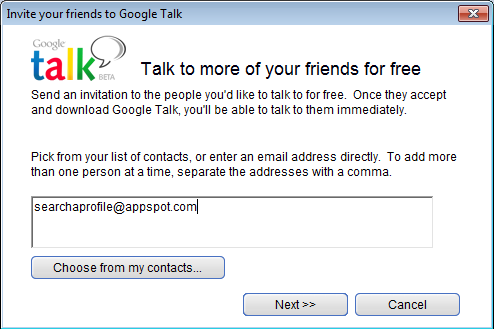 Invite your friends to Google Talk
Google
talk
BETA
Talk to more of your friends for free
Send an invitation to the people you'd like to talk to for free. Once they accept
and download Google Talk, you'll be able to talk to them immediately.
Pick from your list of contacts, or enter an email address directly. To add more
than one person at a time, separate the addresses with a comma.
searchaprofile@appspot.com
Choose from my contacts...
Next >>
Cancel